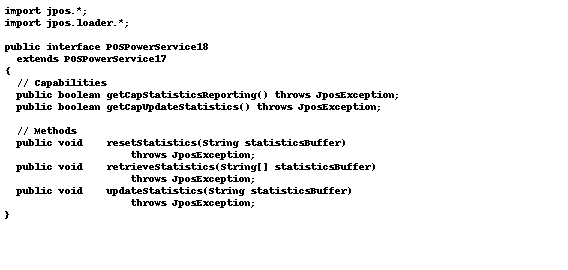 import jpos.*;
import jpos.loader.*;

public interface POSPowerService18
  extends POSPowerService17
{
  // Capabilities
  public boolean getCapStatisticsReporting() throws JposException;
  public boolean getCapUpdateStatistics() throws JposException;

  // Methods
  public void    resetStatistics(String statisticsBuffer)
                     throws JposException;
  public void    retrieveStatistics(String[] statisticsBuffer)
                     throws JposException;
  public void    updateStatistics(String statisticsBuffer)
                     throws JposException;
}